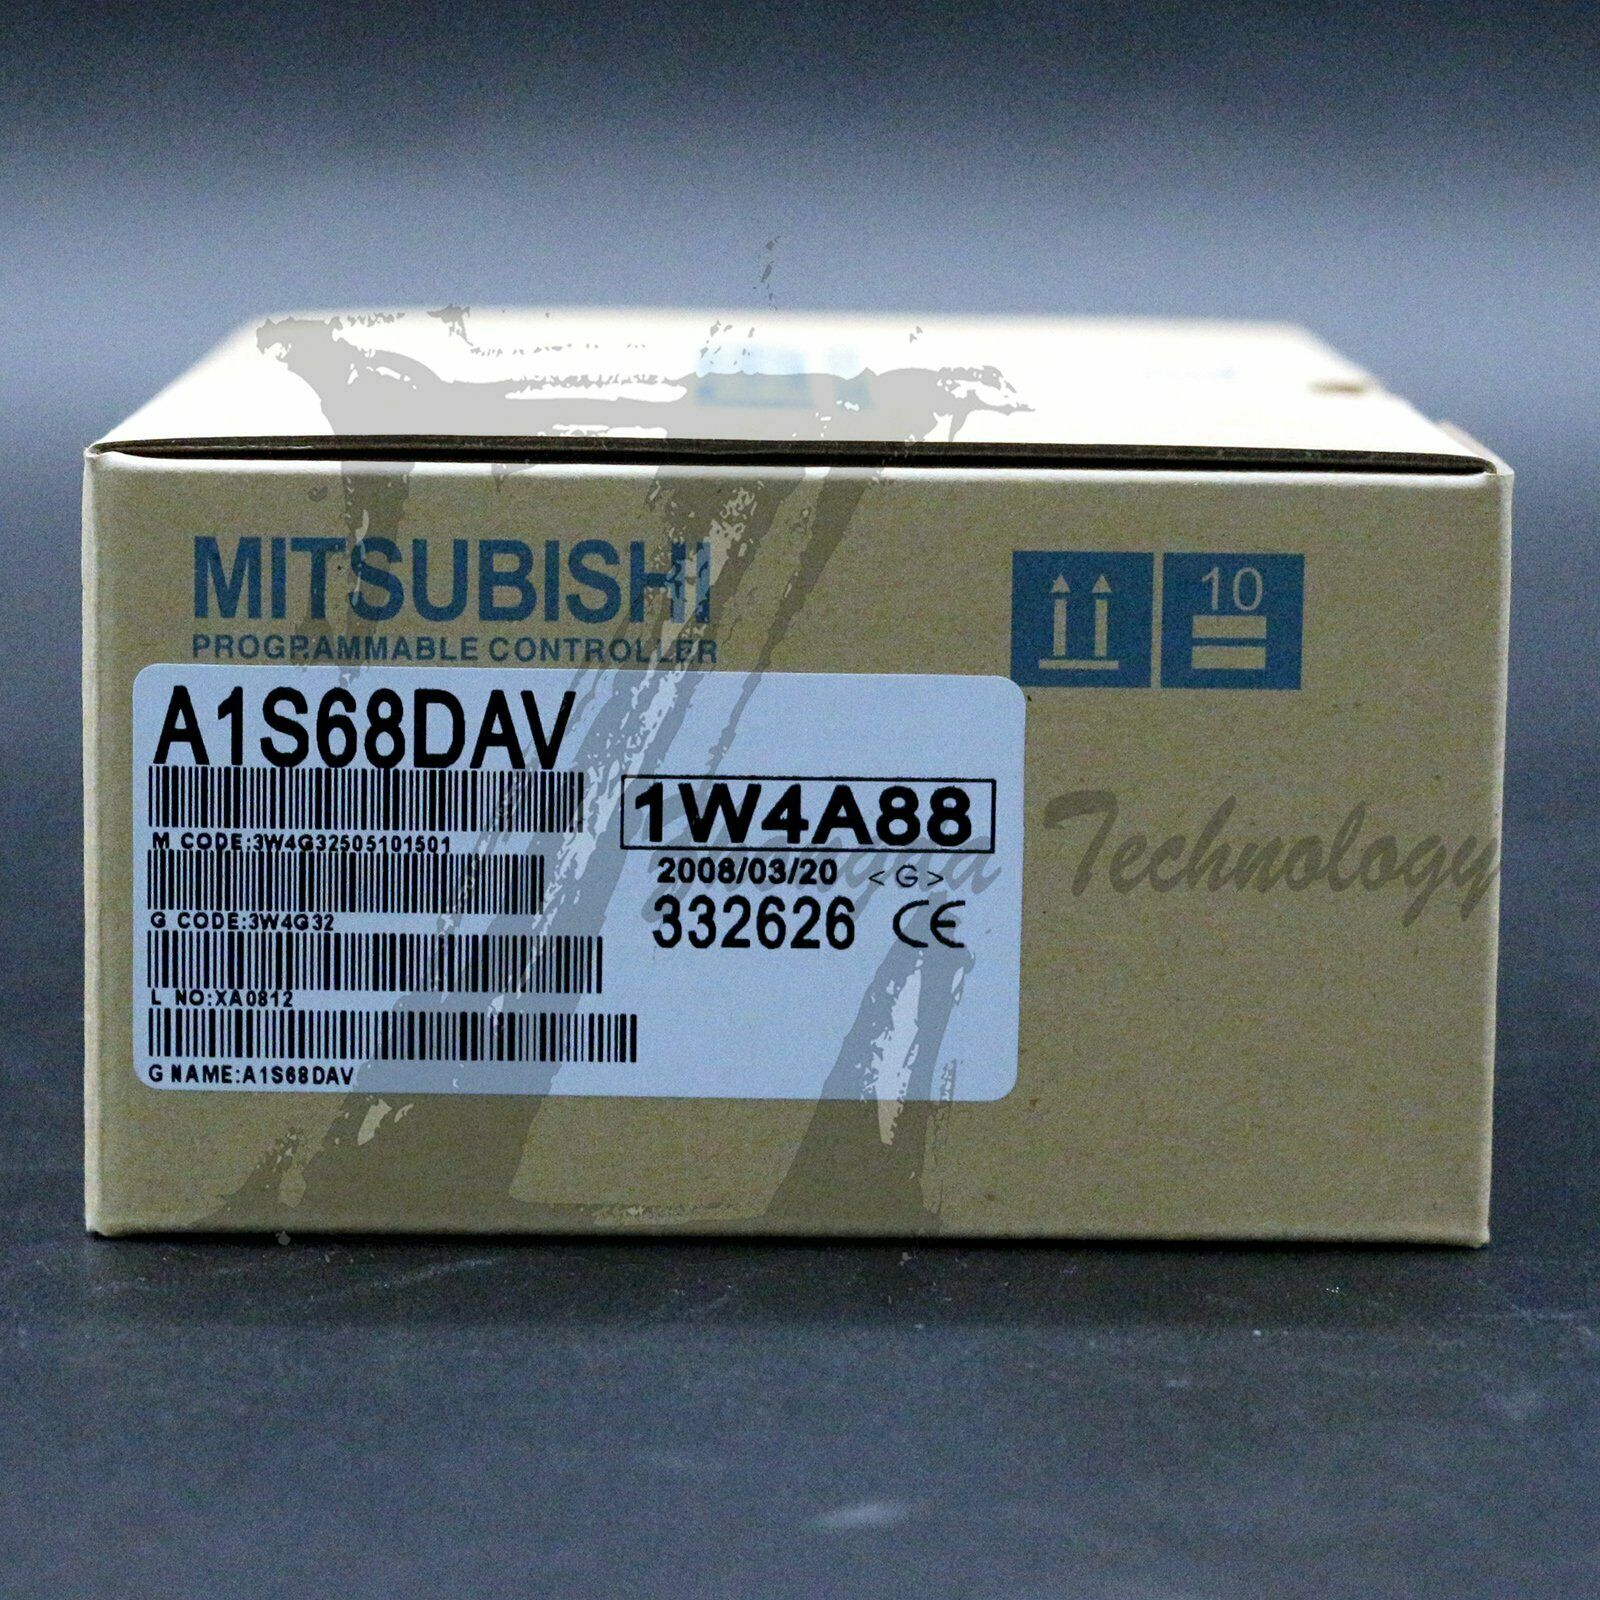 MITSUBISHI
PROGRAMMABLE CONTROLLER
10
A1S68DAV
M CODE:3W4G32505101501
G CODE:3W4G32
L NO:XA0812
G NAME:A1S68DAV
1W4A88
2008/03/20 <G>
332626 CE
Technology